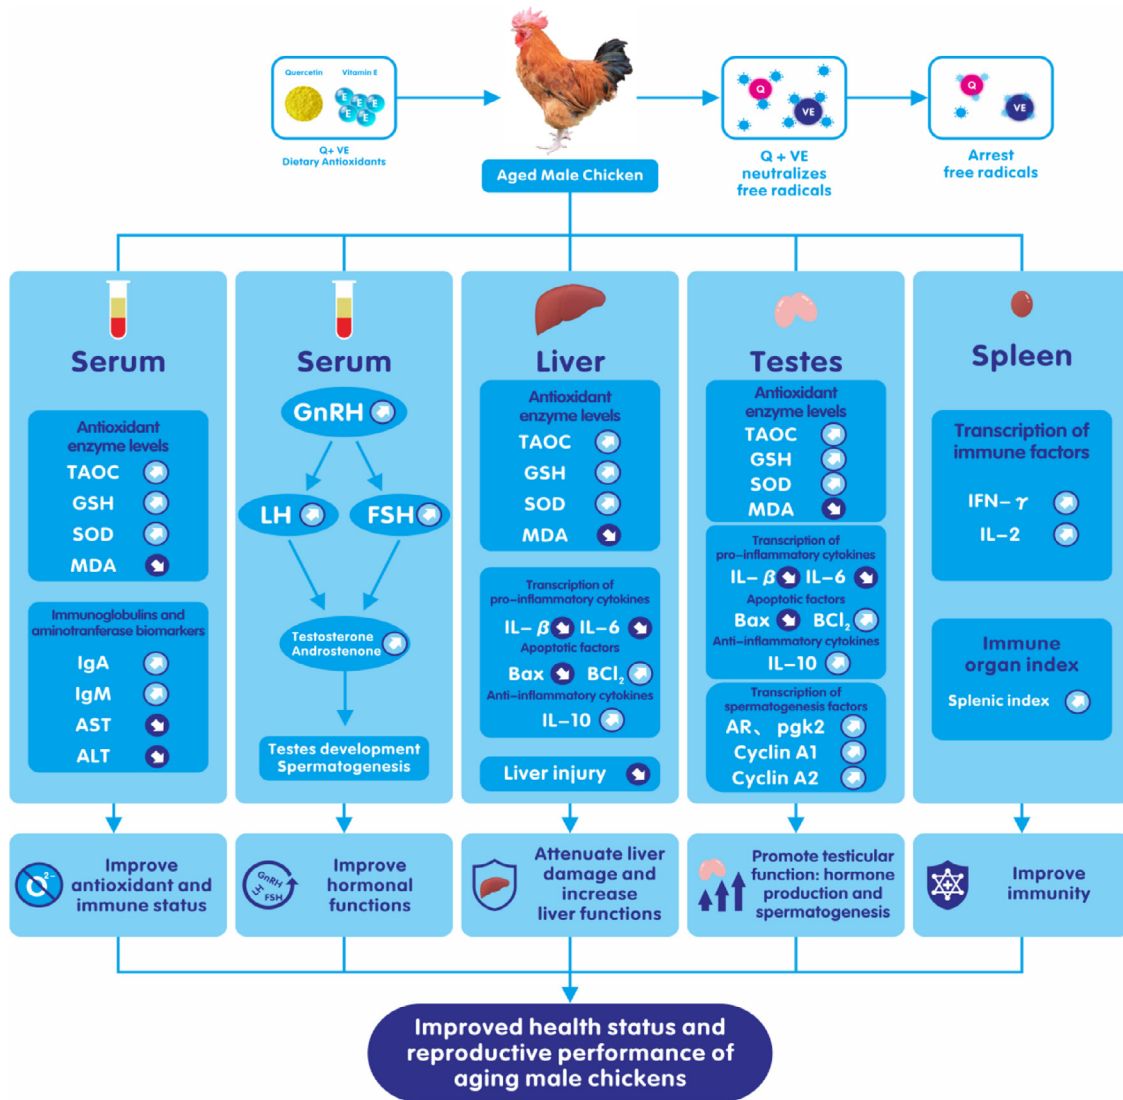 Quercetin
Vitamin E
E
E
E
E
E
Q+ VE
Dietary Antioxidants
Aged Male Chicken
Q
VE
Q + VE
neutralizes
free radicals
Q
VE
Arrest
free radicals
Serum
Antioxidant
enzyme levels
TAOC
GSH
SOD
MDA
Immunoglobulins and
aminotranferase biomarkers
IgA
IgM
AST
ALT
Improve
antioxidant and
immune status
O²⁻
Serum
GnRH
LH
FSH
Testosterone
Androstenone
Testes development
Spermatogenesis
GnRH
LH
FSH
Improve
hormonal
functions
Liver
Antioxidant
enzyme levels
TAOC
GSH
SOD
MDA
Transcription of
pro-inflammatory cytokines
IL- β IL-6
Apoptotic factors
Bax BCl₂
Anti-inflammatory cytokines
IL-10
Liver injury
Attenuate liver
damage and
increase
liver functions
Testes
Antioxidant
enzyme levels
TAOC
GSH
SOD
MDA
Transcription of
pro-inflammatory cytokines
IL- β IL-6
Apoptotic factors
Bax BCl₂
Anti-inflammatory cytokines
IL-10
Transcription of
spermatogenesis factors
AR、 pgk2
Cyclin A1
Cyclin A2
Promote testicular
function: hormone
production and
spermatogenesis
Spleen
Transcription of
immune factors
IFN- γ
IL-2
Immune
organ index
Splenic index
Improve
immunity
Improved health status and
reproductive performance of
aging male chickens